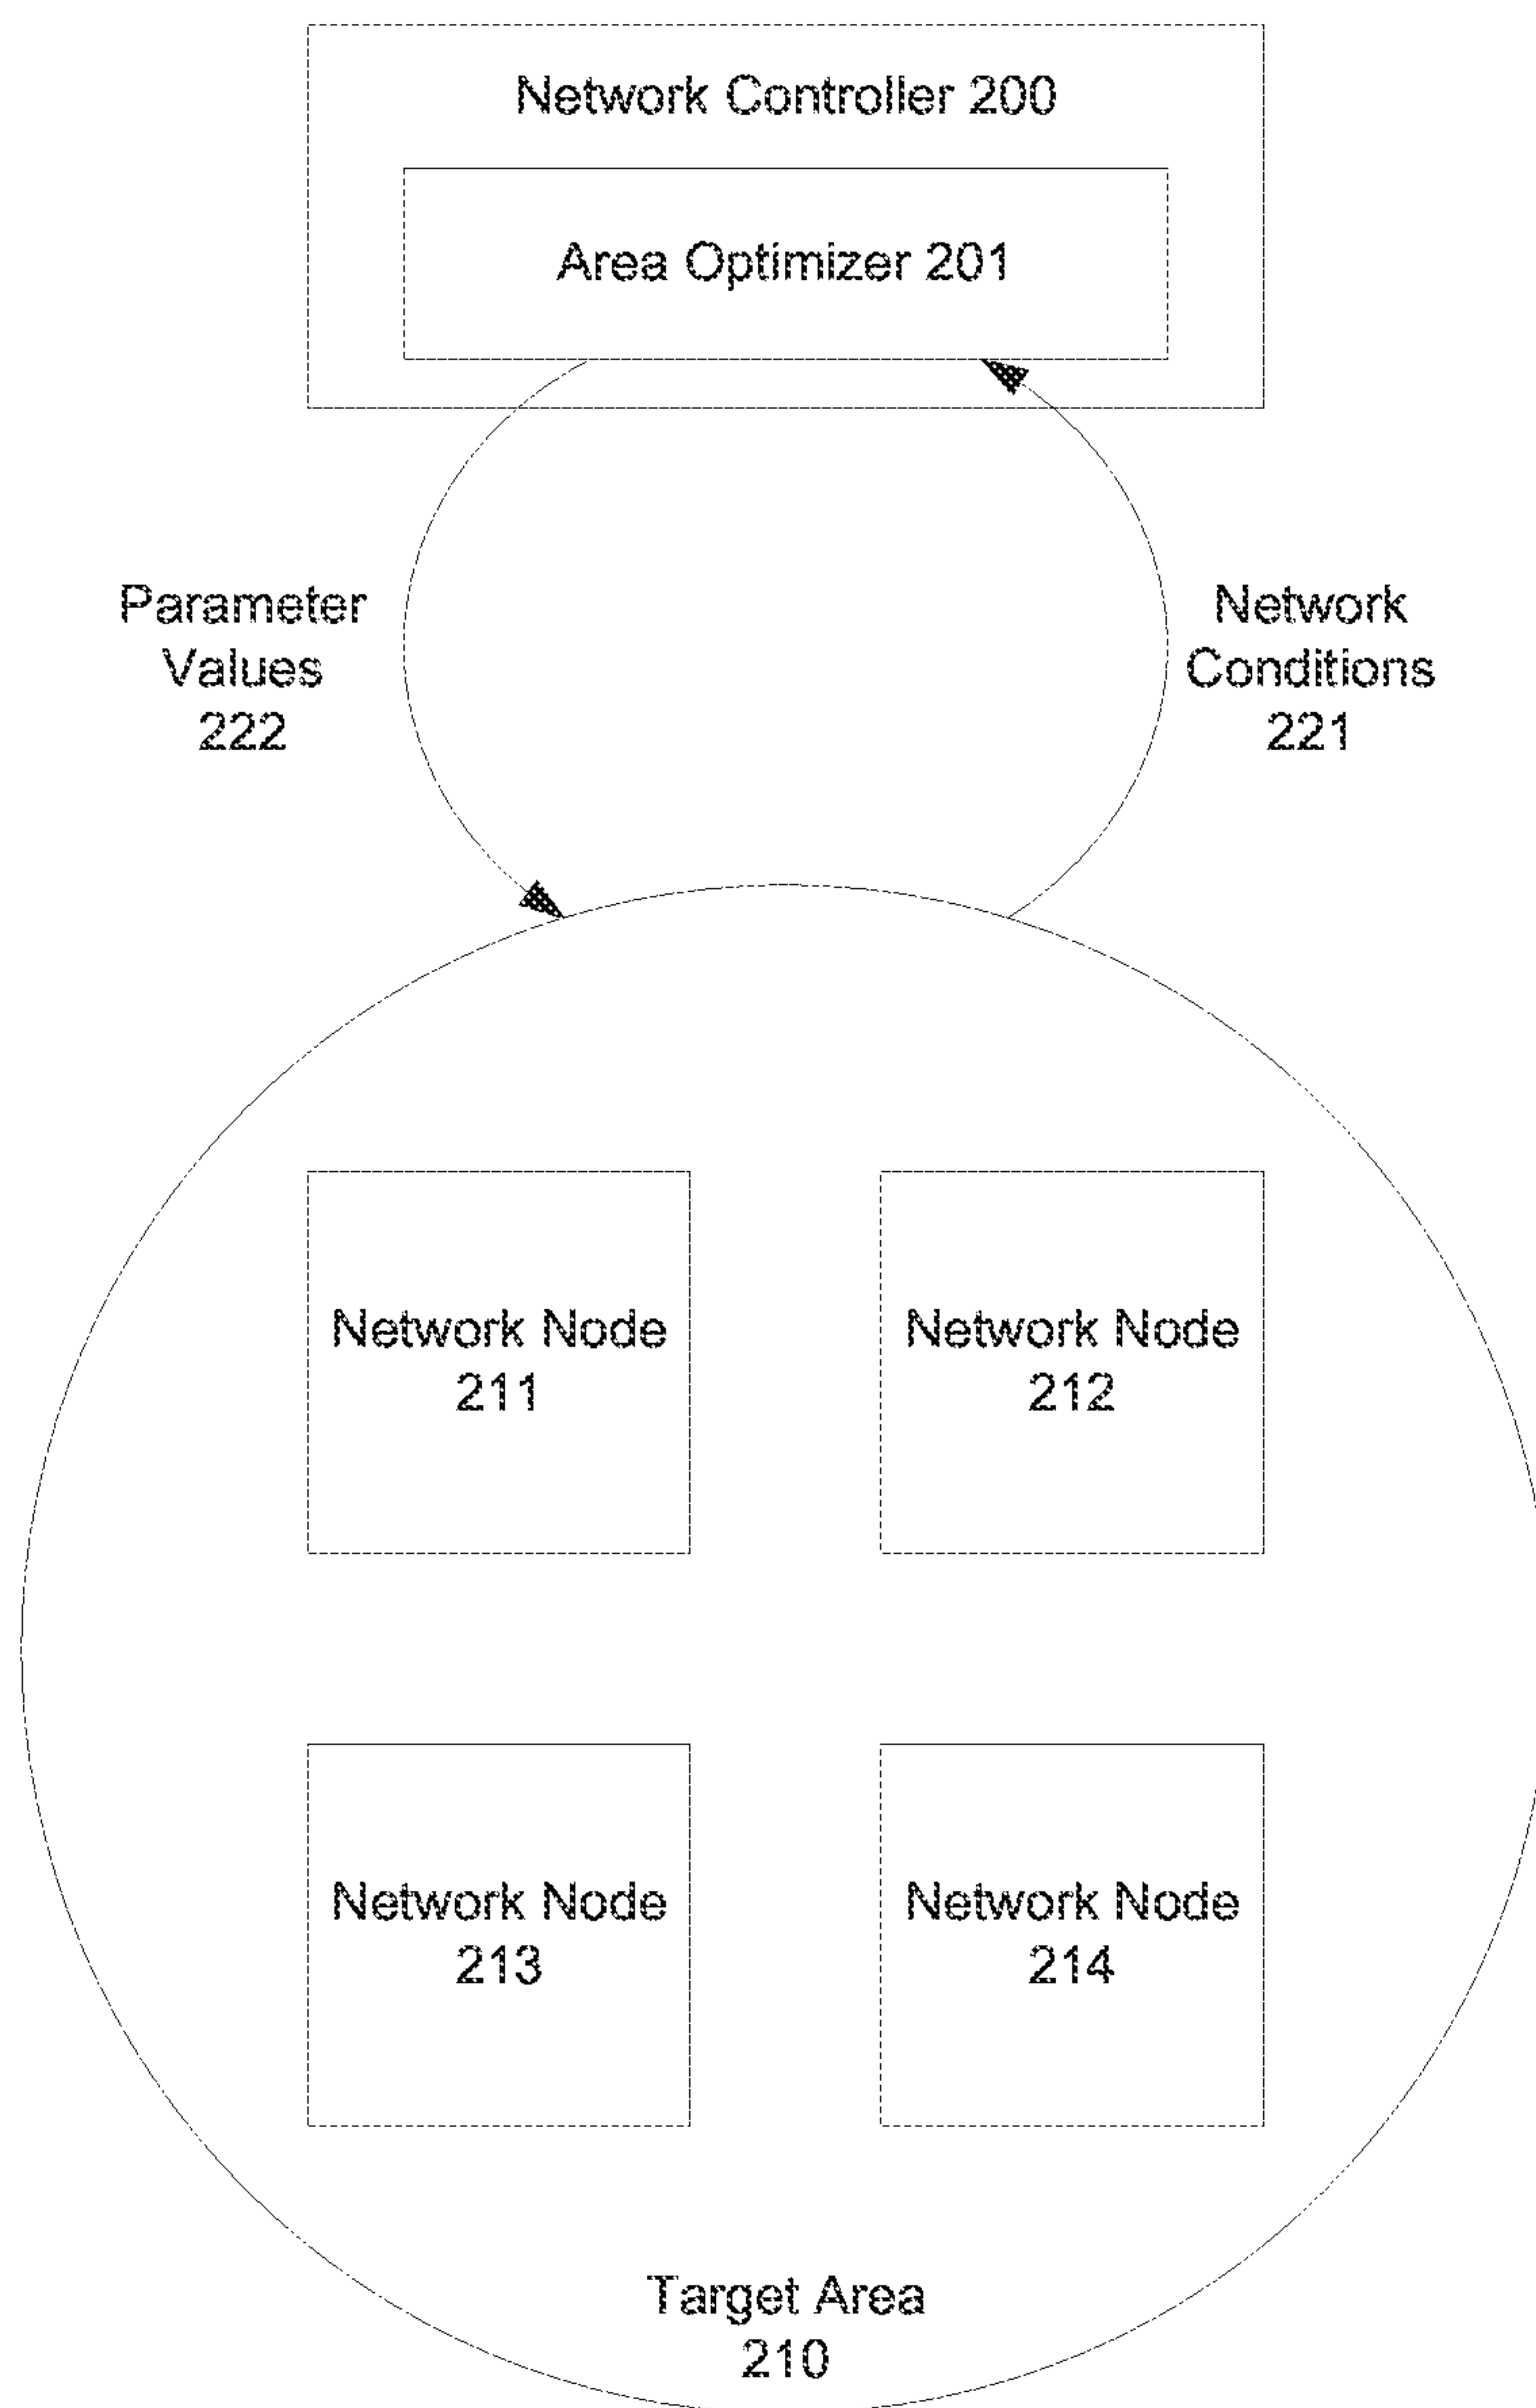 Network Controller 200
Area Optimizer 201
Parameter
Values
222
Network
Conditions
221
Network Node
211
Network Node
212
Network Node
213
Network Node
214
Target Area
210